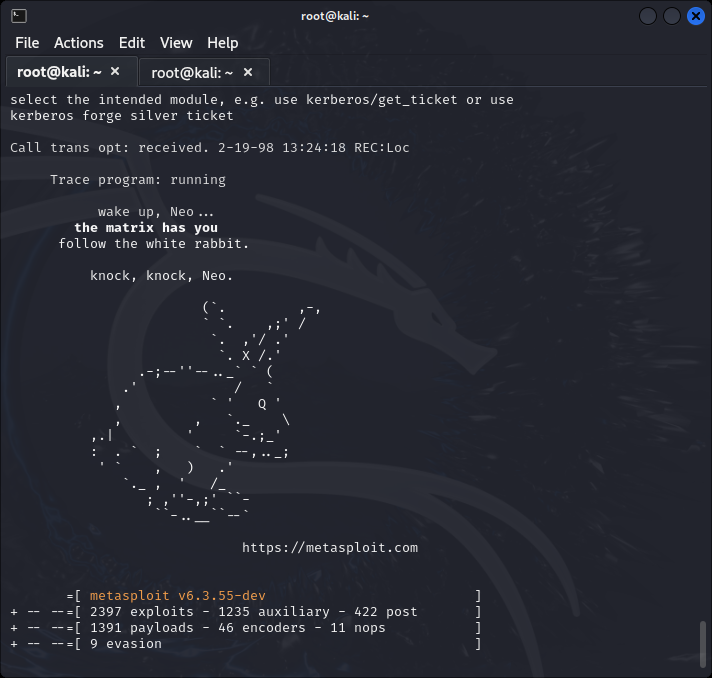 root@kali: ~
File Actions Edit View Help
root@kali: ~ × root@kali: ~ ×
select the intended module, e.g. use kerberos/get_ticket or use
kerberos forge silver ticket
Call trans opt: received. 2-19-98 13:24:18 REC:Loc
Trace program: running
wake up, Neo...
the matrix has you
follow the white rabbit.
knock, knock, Neo.
(`.         ,-,
` `.    ,;' /
`.  ,'/ .'
`. X /.'
.-;--''--.._` ` (
.'            /   `
,           ` '   Q '
,         ,   `._    \
,.|         '     `-.;_'
:  . `  ;    `  ` --,.._;
' `    ,   )   .'
`._ ,  '   /_
; ,''-,;' ``-
``-..__``--`
https://metasploit.com
=[ metasploit v6.3.55-dev                          ]
+ -- --=[ 2397 exploits - 1235 auxiliary - 422 post       ]
+ -- --=[ 1391 payloads - 46 encoders - 11 nops           ]
+ -- --=[ 9 evasion                                       ]